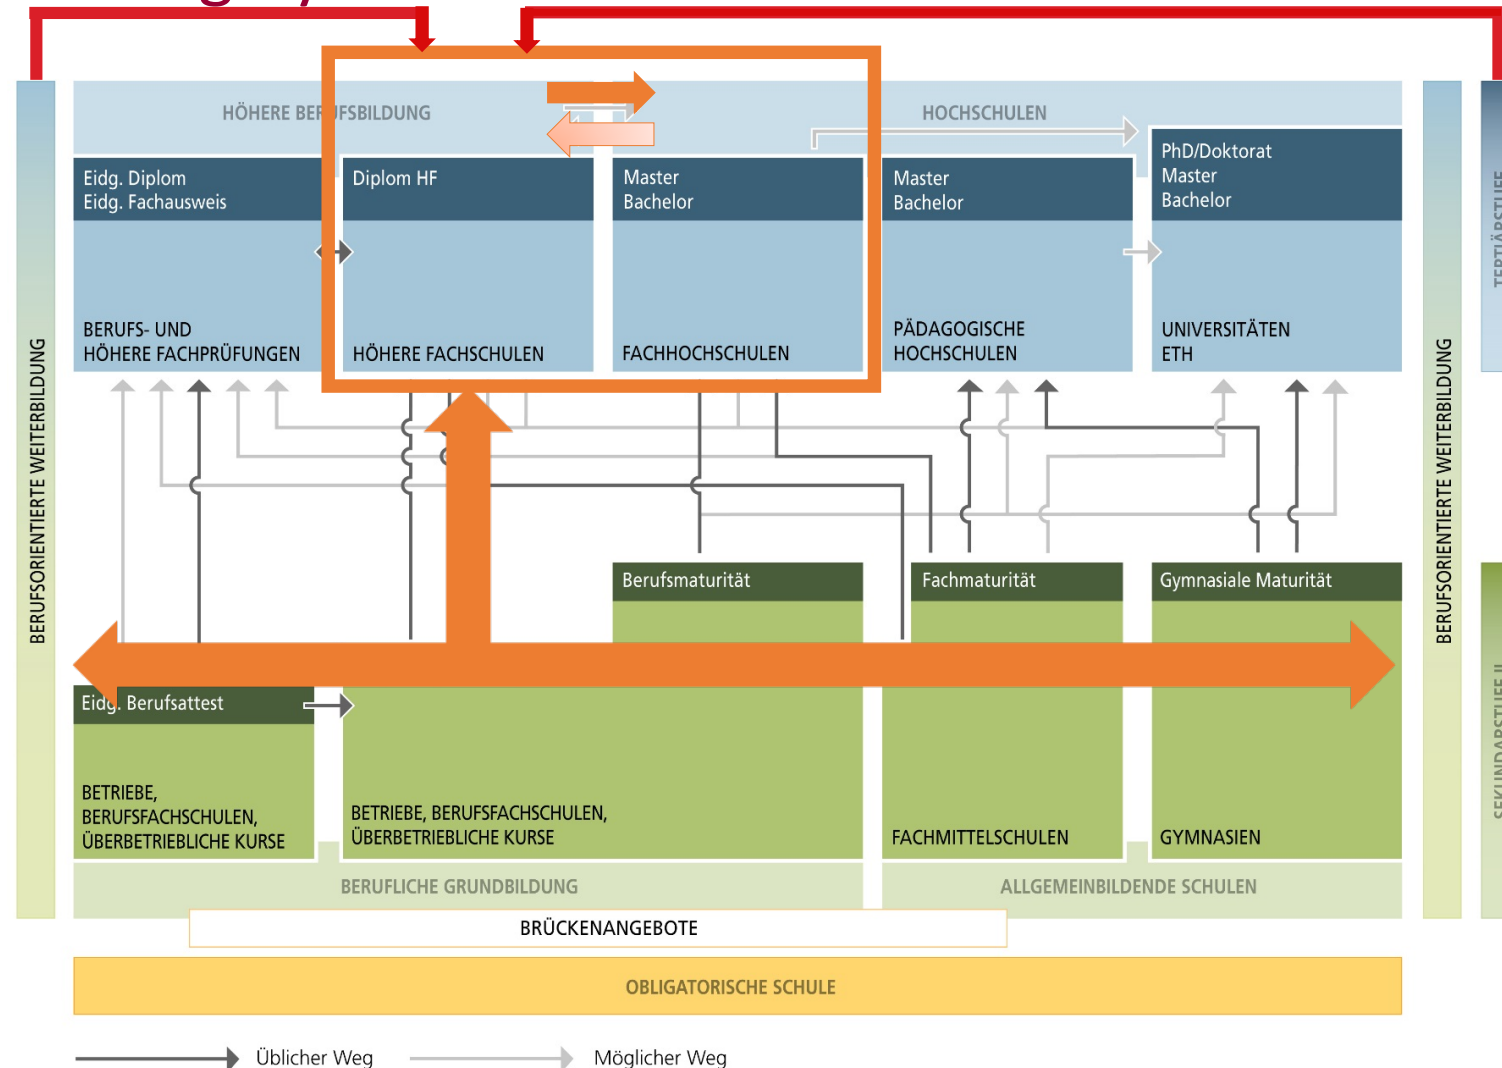 HÖHERE BERUFSBILDUNG
HOCHSCHULEN
Eidg. Diplom
Eidg. Fachausweis
Diplom HF
Master
Bachelor
Master
Bachelor
PhD/Doktorat
Master
Bachelor
BERUFS- UND
HÖHERE FACHPRÜFUNGEN
HÖHERE FACHSCHULEN
FACHHOCHSCHULEN
PÄDAGOGISCHE
HOCHSCHULEN
UNIVERSITÄTEN
ETH
BERUFSORIENTIERTE WEITERBILDUNG
BERUFSORIENTIERTE WEITERBILDUNG
TERTIÄRSTUFE
Berufsmaturität
Fachmaturität
Gymnasiale Maturität
Eidg. Berufsattest
SEKUNDARSTUFE II
BETRIEBE,
BERUFSFACHSCHULEN,
ÜBERBETRIEBLICHE KURSE
BETRIEBE, BERUFSFACHSCHULEN,
ÜBERBETRIEBLICHE KURSE
FACHMITTELSCHULEN
GYMNASIEN
BERUFLICHE GRUNDBILDUNG
ALLGEMEINBILDENDE SCHULEN
BRÜCKENANGEBOTE
OBLIGATORISCHE SCHULE
Üblicher Weg
Möglicher Weg